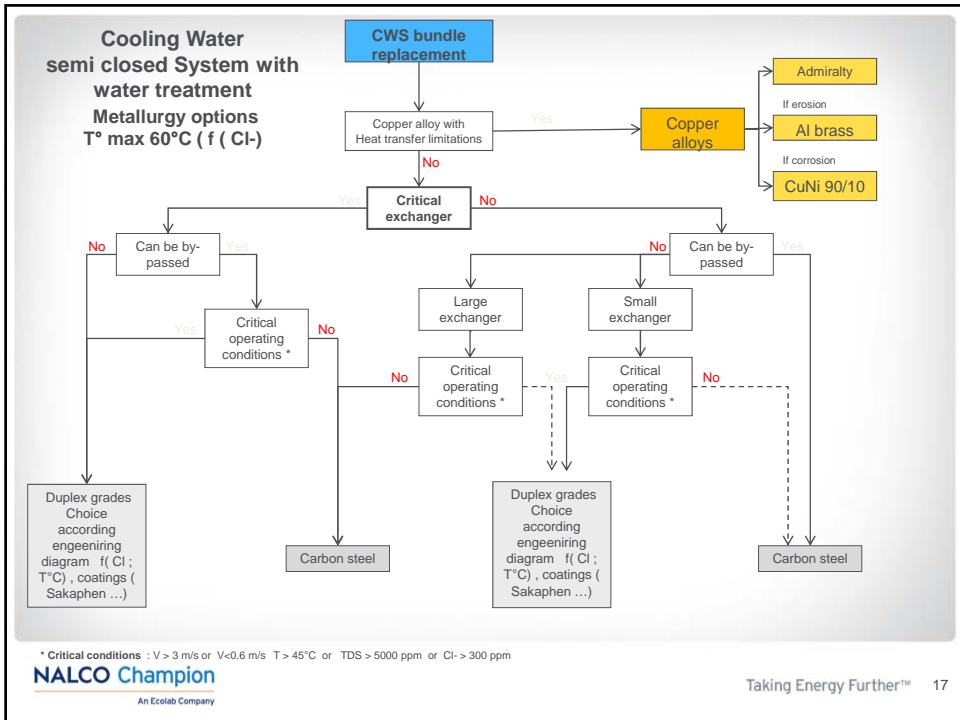 Cooling Water
semi closed System with
water treatment
Metallurgy options
T° max 60°C ( f ( Cl-)
CWS bundle
replacement
Copper alloy with
Heat transfer limitations
Yes
Copper
alloys
Admiralty
If erosion
Al brass
If corrosion
CuNi 90/10
No
Yes
Critical
exchanger
No
No
Can be by-
passed
Yes
No
Can be by-
passed
Yes
Large
exchanger
Small
exchanger
Yes
Critical
operating
conditions *
No
No
Critical
operating
conditions *
Yes
Critical
operating
conditions *
No
Duplex grades
Choice
according
engeeniring
diagram f( Cl ;
T°C) , coatings (
Sakaphen ...)
Carbon steel
Duplex grades
Choice
according
engeeniring
diagram f( Cl ;
T°C) , coatings (
Sakaphen ...)
Carbon steel
* Critical conditions : V > 3 m/s or V<0.6 m/s T > 45°C or TDS > 5000 ppm or Cl- > 300 ppm
NALCO Champion
An Ecolab Company
Taking Energy Further™ 17